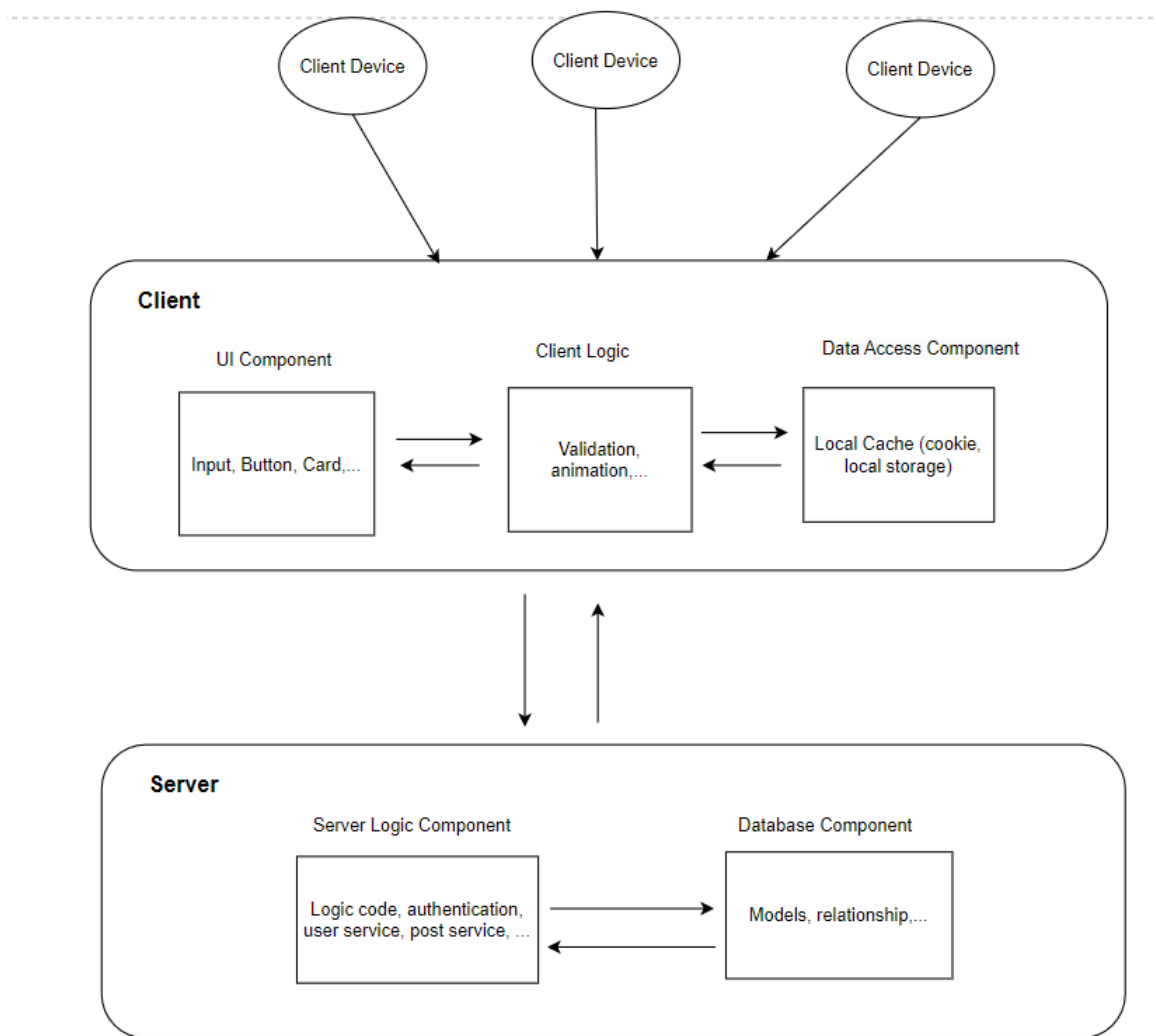 Client Device
Client Device
Client Device
Client
UI Component
Client Logic
Data Access Component
Input, Button, Card,...
Validation,
animation,...
Local Cache (cookie,
local storage)
Server
Server Logic Component
Database Component
Logic code, authentication,
user service, post service, ...
Models, relationship,...